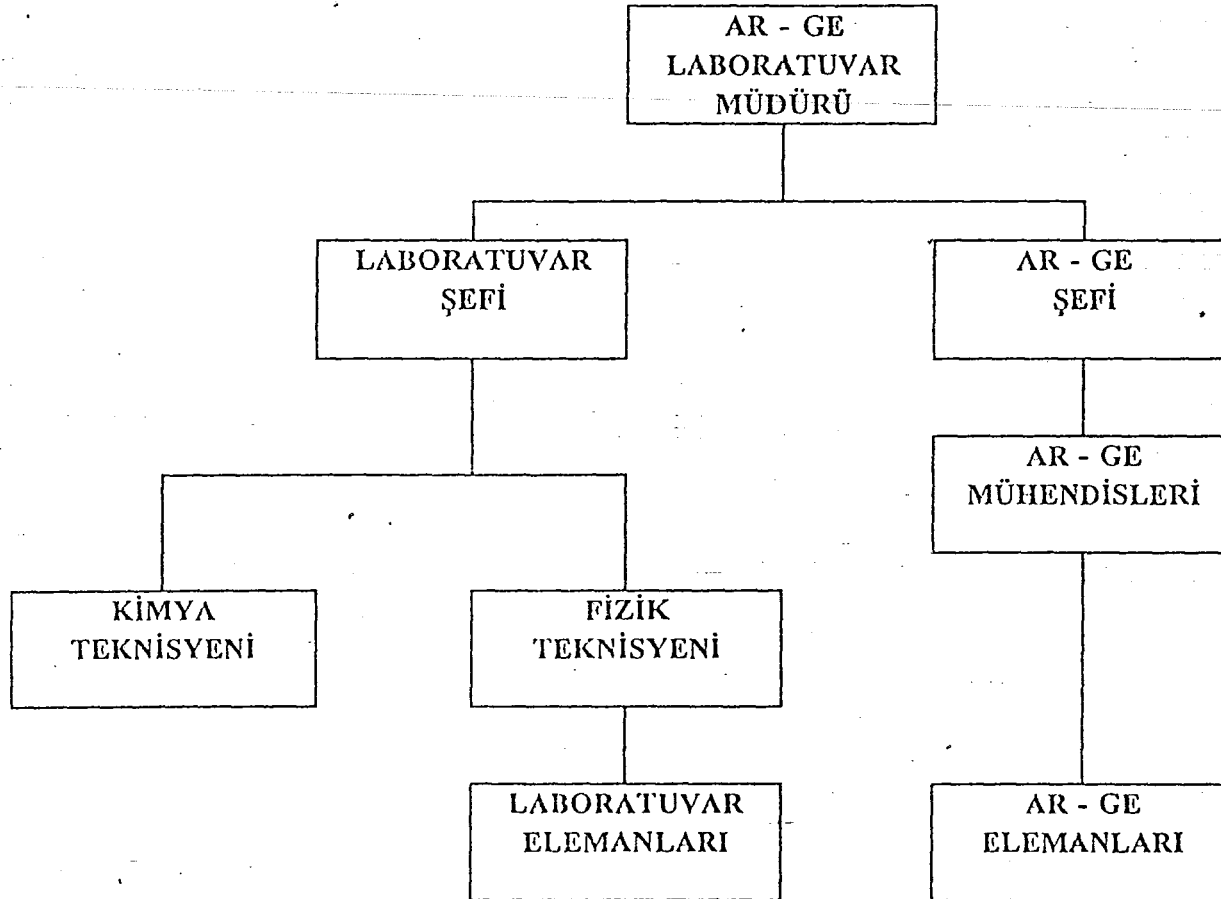 AR - GE
LABORATUVAR
MÜDÜRÜ
LABORATUVAR
ŞEFİ
AR - GE
ŞEFİ
AR - GE
MÜHENDİSLERİ
KİMYA
TEKNİSYENİ
FİZİK
TEKNİSYENİ
LABORATUVAR
ELEMANLARI
AR - GE
ELEMANLARI